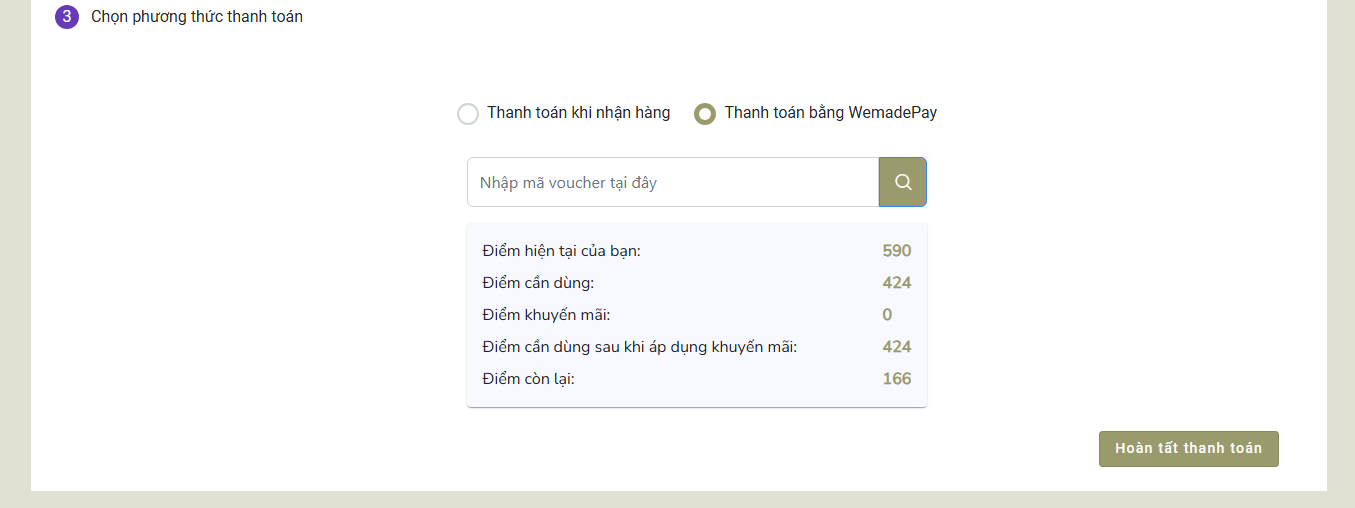 3 Chọn phương thức thanh toán
Thanh toán khi nhận hàng Thanh toán bằng WemadePay
Nhập mã voucher tại đây
Điểm hiện tại của bạn: 590
Điểm cần dùng: 424
Điểm khuyến mãi: 0
Điểm cần dùng sau khi áp dụng khuyến mãi: 424
Điểm còn lại: 166
Hoàn tất thanh toán